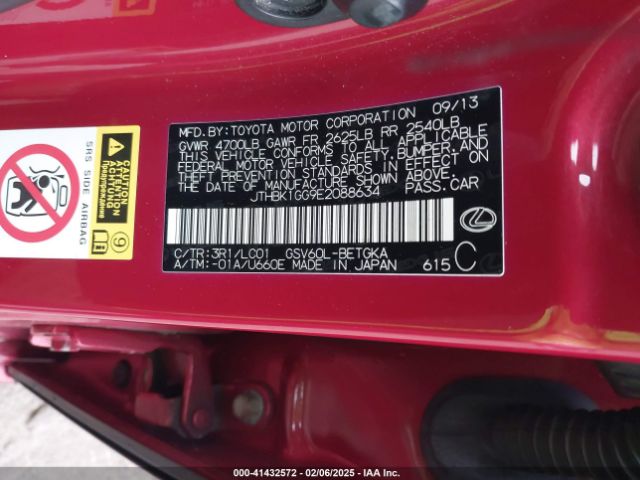 MFD. BY: TOYOTA MOTOR CORPORATION 09/13
GVWR 4700LB GAWR FR 2625LB RR 2540LB
THIS VEHICLE CONFORMS TO ALL APPLICABLE
FEDERAL MOTOR VEHICLE SAFETY, BUMPER, AND
THEFT PREVENTION STANDARDS IN EFFECT ON
THE DATE OF MANUFACTURE SHOWN ABOVE.
JTHBK1GG9E2088634 PASS.CAR
C/TR: 3R1/LC01 GSV60L-BETGKA
A/TM: -01A/U660E MADE IN JAPAN 615 C
SRS SIDE AIRBAG
Предупреждение
9
000-41432572 - 02/06/2025 - IAA Inc.